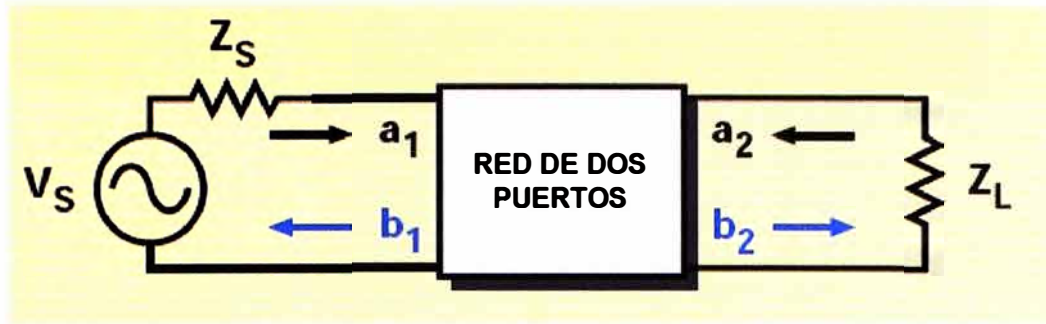 Z_S
V_S
a_1
b_1
RED DE DOS
PUERTOS
a_2
b_2
Z_L